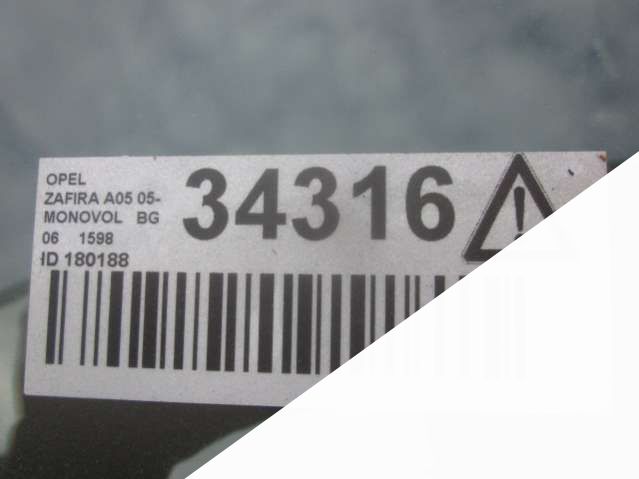 OPEL
ZAFIRA A05 05-
MONOVOL BG
06 1598
ID 180188
34316
!